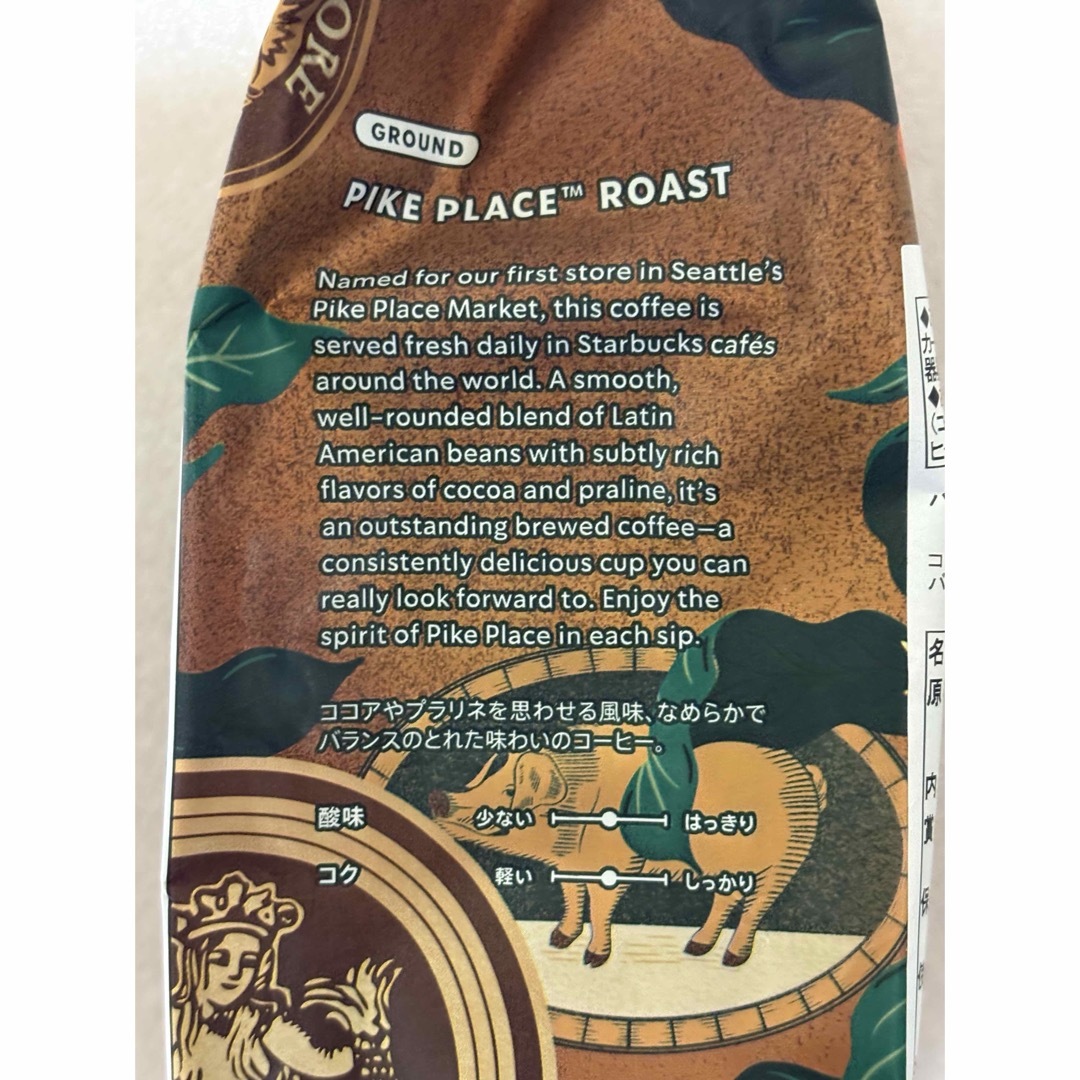 ORE
GROUND
PIKE PLACE™ ROAST
Named for our first store in Seattle's
Pike Place Market, this coffee is
served fresh daily in Starbucks cafés
around the world. A smooth,
well-rounded blend of Latin
American beans with subtly rich
flavors of cocoa and praline, it's
an outstanding brewed coffee—a
consistently delicious cup you can
really look forward to. Enjoy the
spirit of Pike Place in each sip.
ココアやプラリネを思わせる風味、なめらかで
バランスのとれた味わいのコーヒー。
酸味 少ない はっきり
コク 軽い しっかり
名
原
内
賞